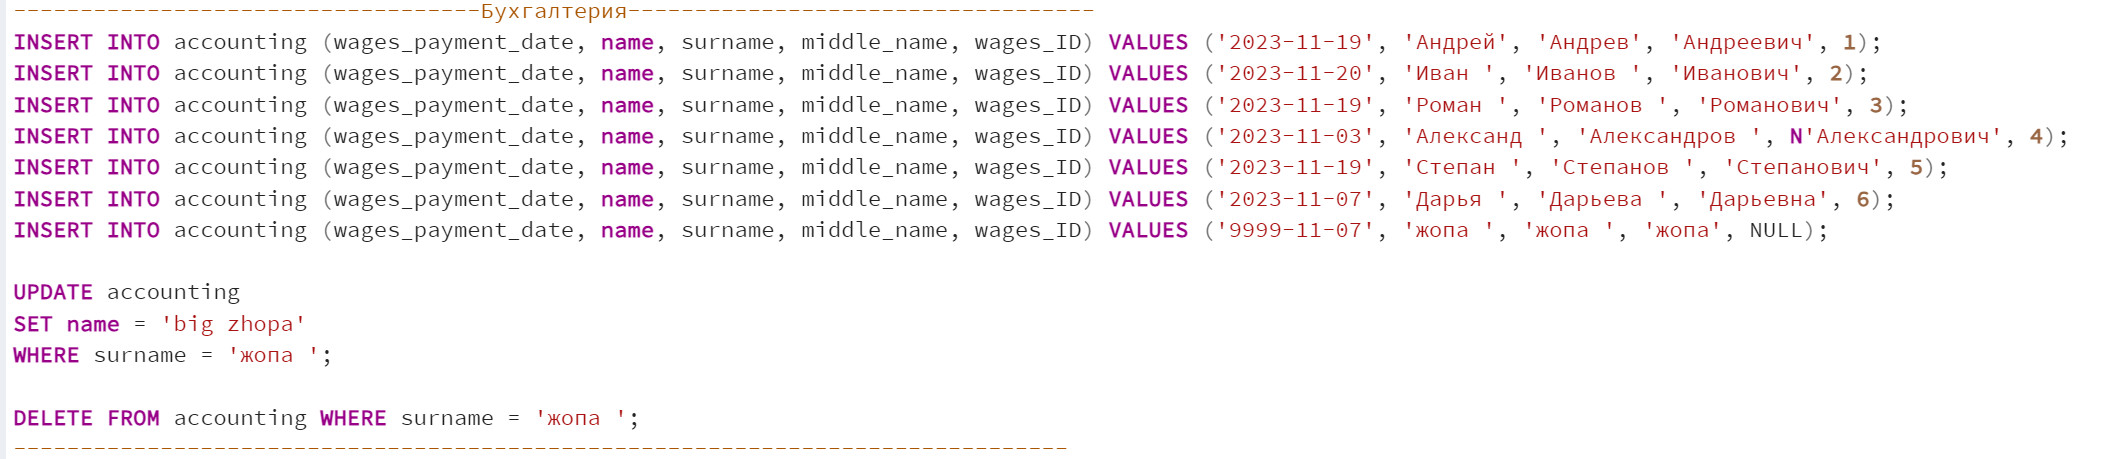 -----------------------------------Бухгалтерия-----------------------------------
INSERT INTO accounting (wages_payment_date, name, surname, middle_name, wages_ID) VALUES ('2023-11-19', 'Андрей', 'Андрев', 'Андреевич', 1);
INSERT INTO accounting (wages_payment_date, name, surname, middle_name, wages_ID) VALUES ('2023-11-20', 'Иван ', 'Иванов ', 'Иванович', 2);
INSERT INTO accounting (wages_payment_date, name, surname, middle_name, wages_ID) VALUES ('2023-11-19', 'Роман ', 'Романов ', 'Романович', 3);
INSERT INTO accounting (wages_payment_date, name, surname, middle_name, wages_ID) VALUES ('2023-11-03', 'Александ ', 'Александров ', N'Александрович', 4);
INSERT INTO accounting (wages_payment_date, name, surname, middle_name, wages_ID) VALUES ('2023-11-19', 'Степан ', 'Степанов ', 'Степанович', 5);
INSERT INTO accounting (wages_payment_date, name, surname, middle_name, wages_ID) VALUES ('2023-11-07', 'Дарья ', 'Дарьева ', 'Дарьевна', 6);
INSERT INTO accounting (wages_payment_date, name, surname, middle_name, wages_ID) VALUES ('9999-11-07', 'жопа ', 'жопа ', 'жопа', NULL);
UPDATE accounting
SET name = 'big zhopa'
WHERE surname = 'жопа ';
DELETE FROM accounting WHERE surname = 'жопа ';
-------------------------------------------------------------------------------